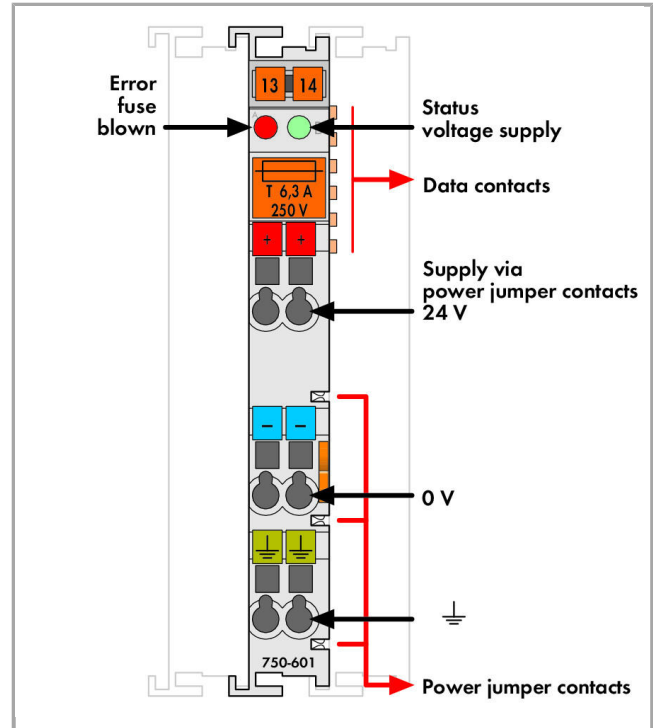 13 14
Error
fuse
blown
A
Status
voltage supply
Data contacts
T 6,3 A
250 V
+ +
Supply via
power jumper contacts
24 V
– –
0 V
750-601
Power jumper contacts